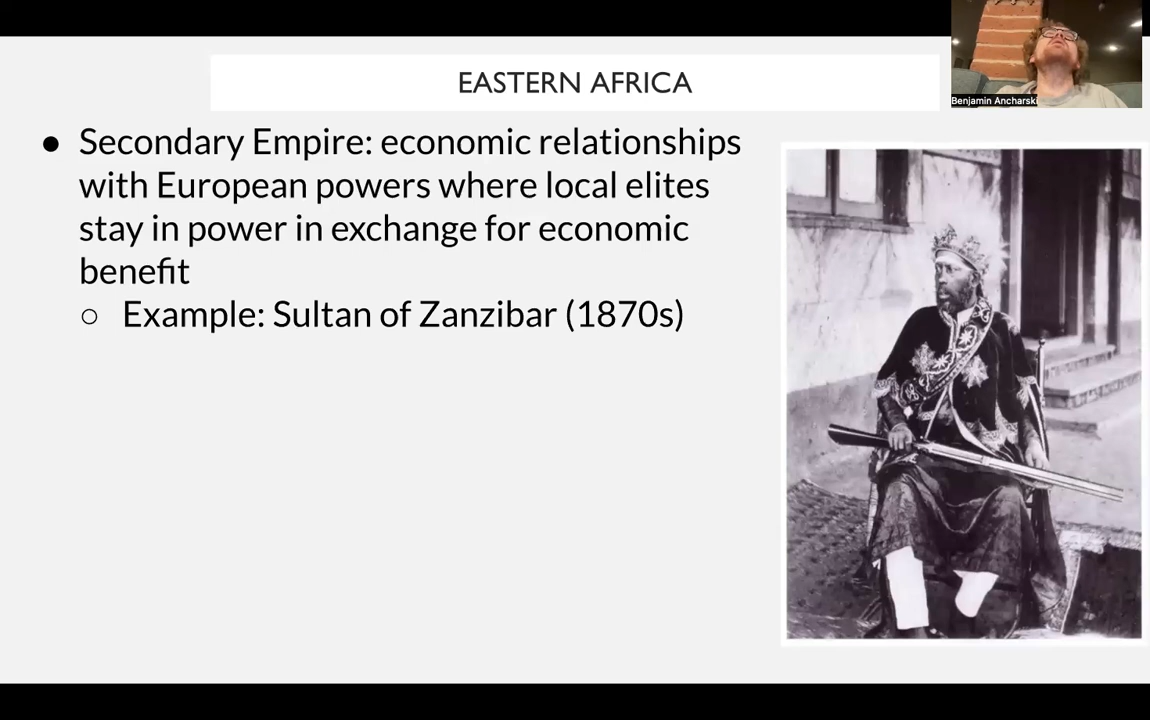 EASTERN AFRICA
Benjamin Ancharski
● Secondary Empire: economic relationships
with European powers where local elites
stay in power in exchange for economic
benefit
○ Example: Sultan of Zanzibar (1870s)